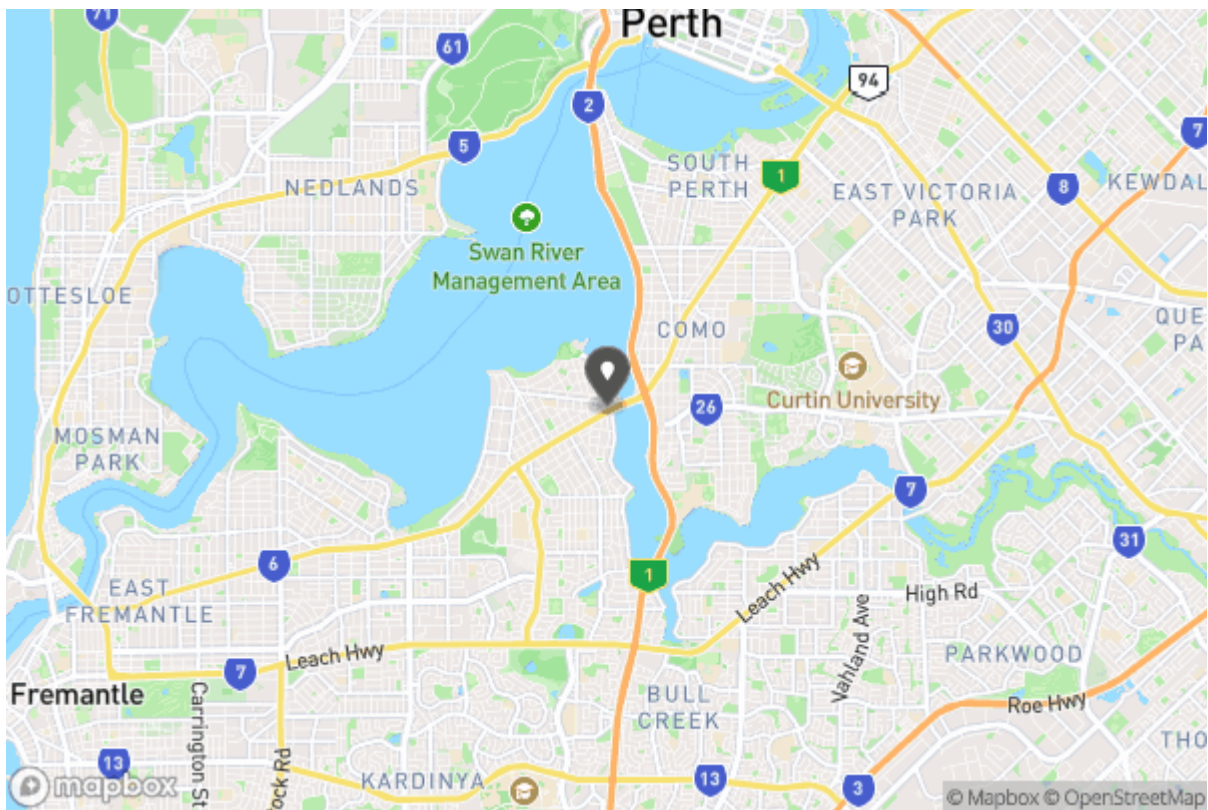 Perth
71
61
94
2
5
7
SOUTH
PERTH
1
8
KEWDAL
NEDLANDS
EAST VICTORIA
PARK
Swan River
Management Area
OTTESLOE
COMO
30
QUE
PA
Curtin University
26
MOSMAN
PARK
7
31
6
1
EAST
FREMANTLE
Leach Hwy
High Rd
Leach Hwy
7
Vahland Ave
PARKWOOD
Fremantle
Carrington St
BULL
CREEK
Roe Hwy
13
ock Rd
KARDINYA
13
3
THO
mapbox
© Mapbox © OpenStreetMap